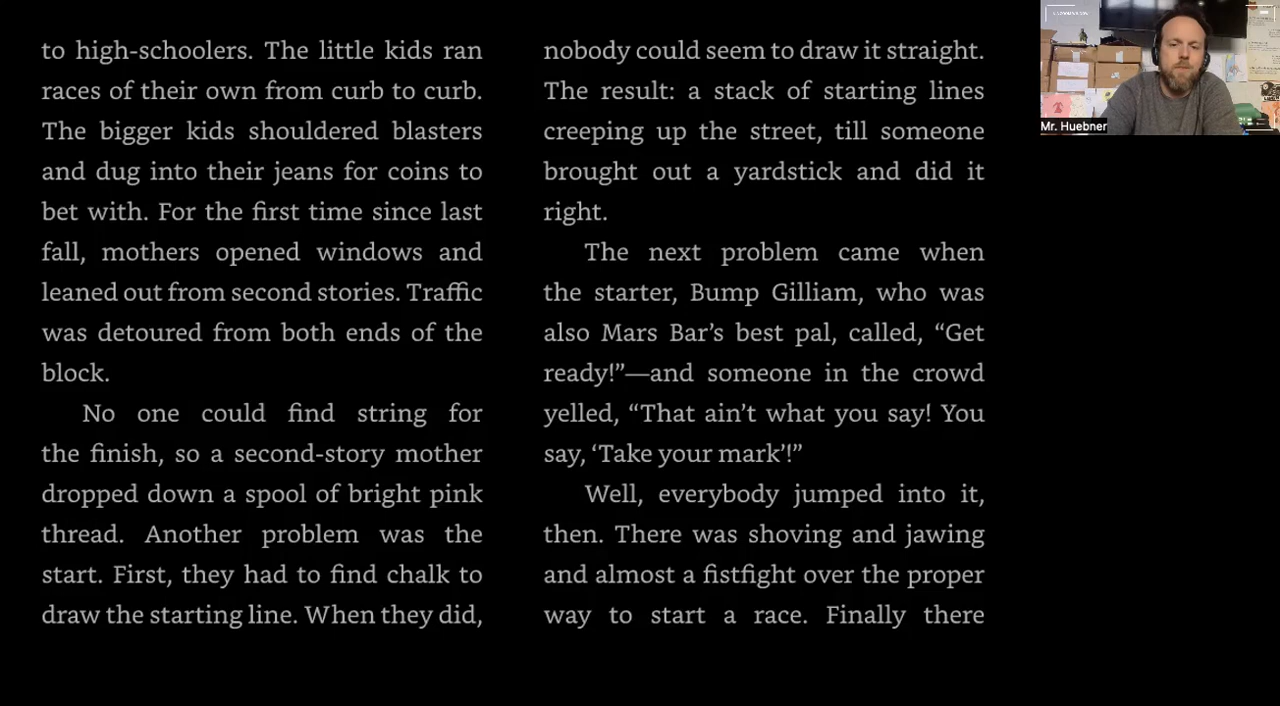 to high-schoolers. The little kids ran
races of their own from curb to curb.
The bigger kids shouldered blasters
and dug into their jeans for coins to
bet with. For the first time since last
fall, mothers opened windows and
leaned out from second stories. Traffic
was detoured from both ends of the
block.
No one could find string for
the finish, so a second-story mother
dropped down a spool of bright pink
thread. Another problem was the
start. First, they had to find chalk to
draw the starting line. When they did,
nobody could seem to draw it straight.
The result: a stack of starting lines
creeping up the street, till someone
brought out a yardstick and did it
right.
The next problem came when
the starter, Bump Gilliam, who was
also Mars Bar’s best pal, called, “Get
ready!”—and someone in the crowd
yelled, “That ain’t what you say! You
say, ‘Take your mark’!”
Well, everybody jumped into it,
then. There was shoving and jawing
and almost a fistfight over the proper
way to start a race. Finally there
Mr. Huebner